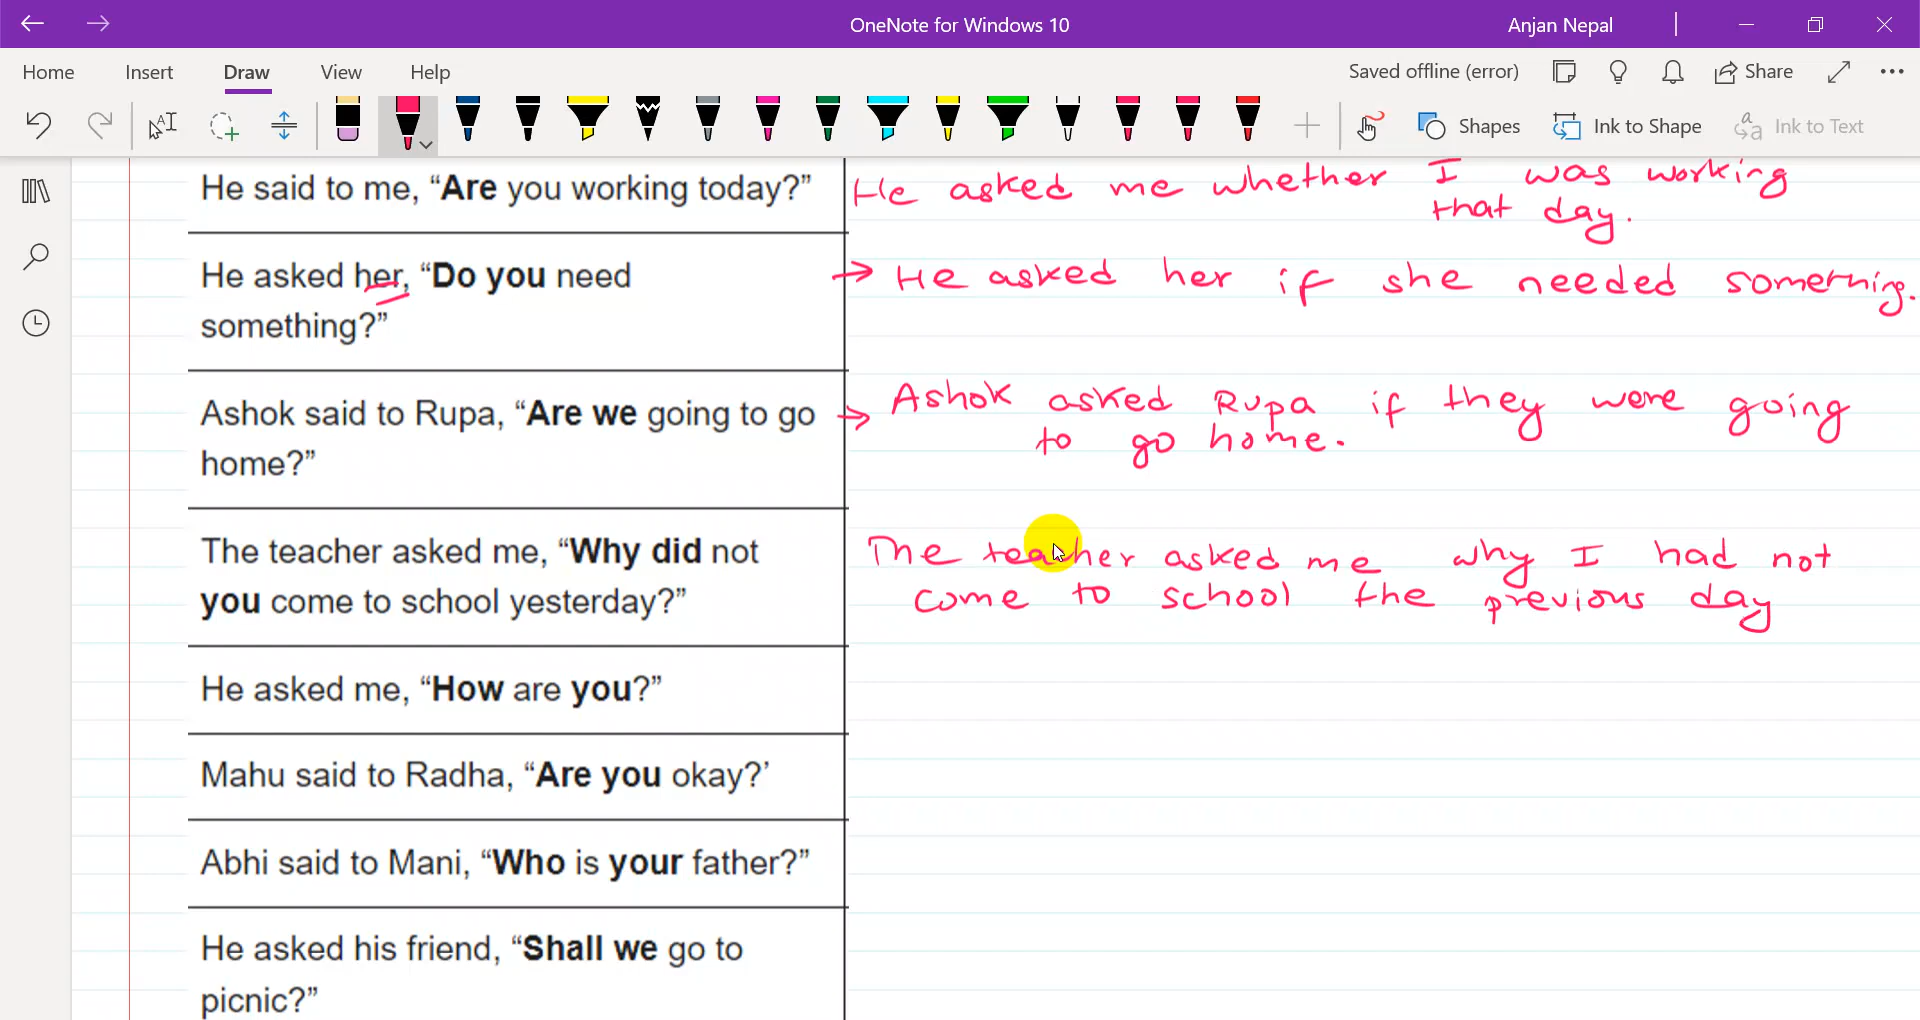 OneNote for Windows 10
Anjan Nepal
Home Insert Draw View Help
Saved offline (error) Share
Shapes Ink to Shape Ink to Text
He said to me, “Are you working today?”
He asked me whether I was working
that day.
He asked her, “Do you need
something?”
→ He asked her if she needed something.
Ashok said to Rupa, “Are we going to go
home?”
→ Ashok asked Rupa if they were going
to go home.
The teacher asked me, “Why did not
you come to school yesterday?”
The teacher asked me why I had not
come to school the previous day
He asked me, “How are you?”
Mahu said to Radha, “Are you okay?’
Abhi said to Mani, “Who is your father?”
He asked his friend, “Shall we go to
picnic?”